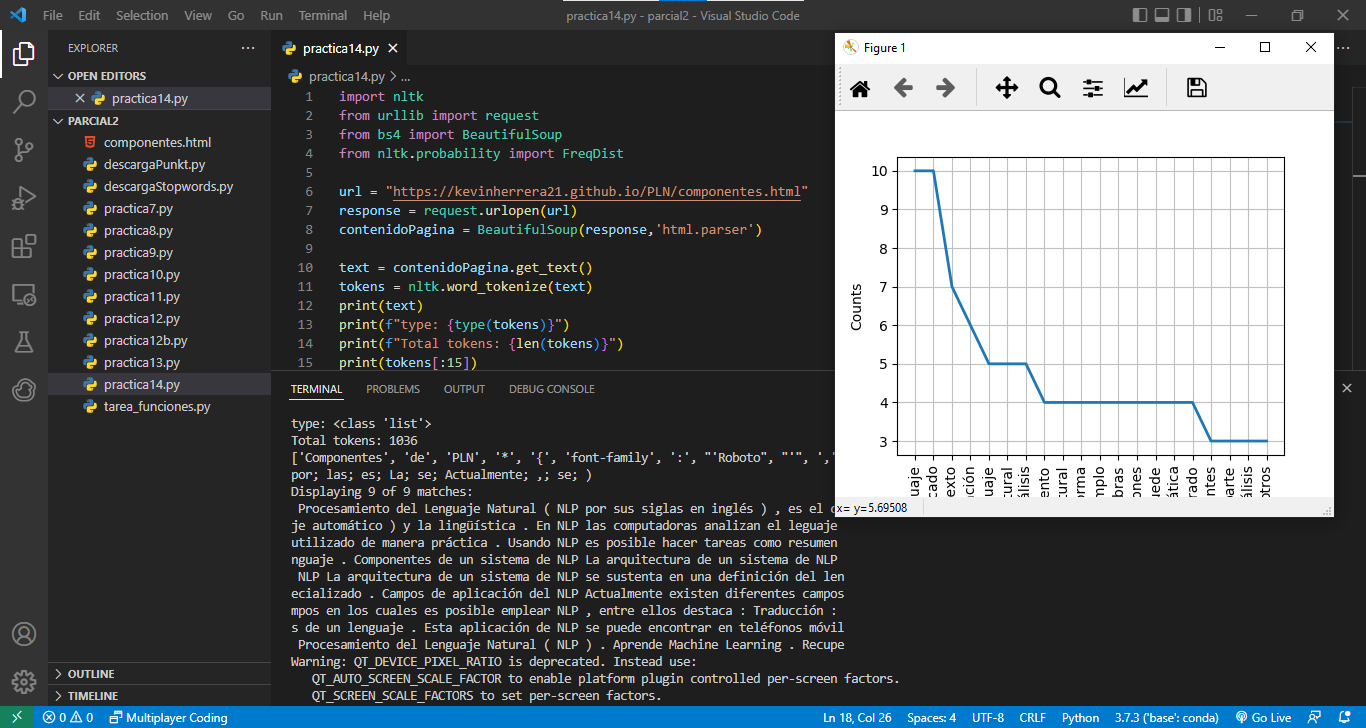 File Edit Selection View Go Run Terminal Help
practica14.py - parcial2 - Visual Studio Code
EXPLORER
OPEN EDITORS
practica14.py
PARCIAL2
componentes.html
descargaPunkt.py
descargaStopwords.py
practica7.py
practica8.py
practica9.py
practica10.py
practica11.py
practica12.py
practica12b.py
practica13.py
practica14.py
tarea_funciones.py
OUTLINE
TIMELINE
practica14.py
practica14.py > ...
1 import nltk
2 from urllib import request
3 from bs4 import BeautifulSoup
4 from nltk.probability import FreqDist
5
6 url = "https://kevinherrera21.github.io/PLN/componentes.html"
7 response = request.urlopen(url)
8 contenidoPagina = BeautifulSoup(response,'html.parser')
9
10 text = contenidoPagina.get_text()
11 tokens = nltk.word_tokenize(text)
12 print(text)
13 print(f"type: {type(tokens)}")
14 print(f"Total tokens: {len(tokens)}")
15 print(tokens[:15])
TERMINAL PROBLEMS OUTPUT DEBUG CONSOLE
type: <class 'list'>
Total tokens: 1036
['Componentes', 'de', 'PLN', '*', '{', 'font-family', ':', "'Roboto", "'", ','
por; las; es; La; se; Actualmente; ,; se; )
Displaying 9 of 9 matches:
Procesamiento del Lenguaje Natural ( NLP por sus siglas en inglés ) , es el
je automático ) y la lingüística . En NLP las computadoras analizan el leguaje
utilizado de manera práctica . Usando NLP es posible hacer tareas como resumen
nguaje . Componentes de un sistema de NLP La arquitectura de un sistema de NLP
NLP La arquitectura de un sistema de NLP se sustenta en una definición del len
ecializado . Campos de aplicación del NLP Actualmente existen diferentes campos
mpos en los cuales es posible emplear NLP , entre ellos destaca : Traducción :
s de un lenguaje . Esta aplicación de NLP se puede encontrar en teléfonos móvil
Procesamiento del Lenguaje Natural ( NLP ) . Aprende Machine Learning . Recupe
Warning: QT_DEVICE_PIXEL_RATIO is deprecated. Instead use:
QT_AUTO_SCREEN_SCALE_FACTOR to enable platform plugin controlled per-screen factors.
QT_SCREEN_SCALE_FACTORS to set per-screen factors.
Figure 1
10
9
8
7
6
5
4
3
Counts
uaje
cado
exto
ción
uaje
ural
álisis
ento
tural
orma
mplo
bras
ones
uede
ática
rado
ntes
parte
álisis
otros
x= y=5.69508
0 0 Multiplayer Coding
Ln 18, Col 26 Spaces: 4 UTF-8 CRLF Python 3.7.3 ('base': conda) Go Live